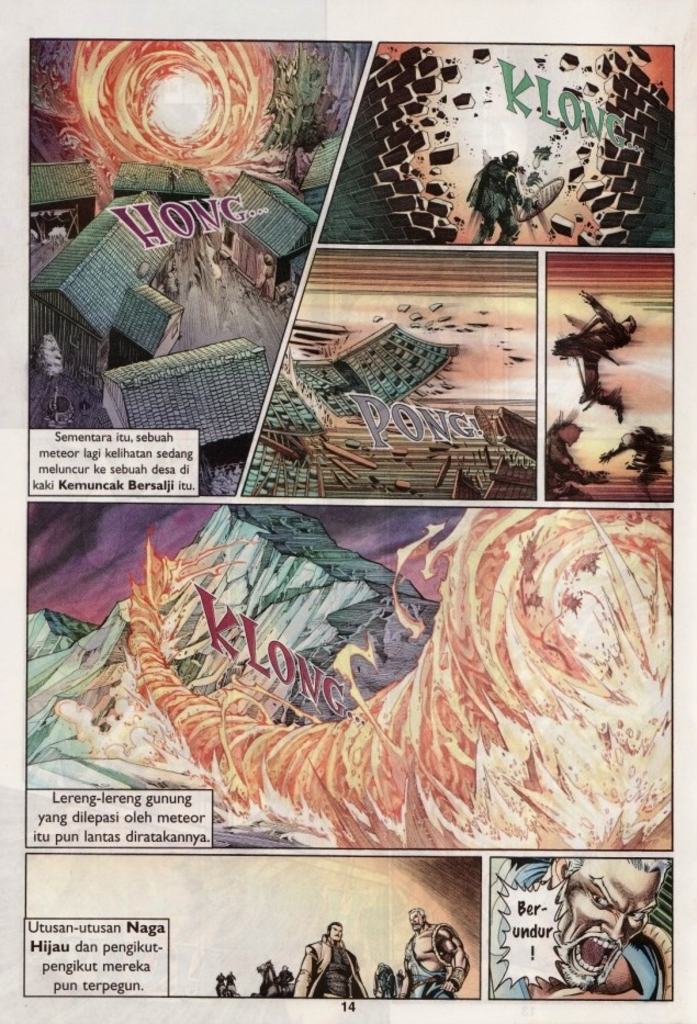 HONG...
Sementara itu, sebuah
meteor lagi kelihatan sedang
meluncur ke sebuah desa di
kaki Kemuncak Bersalji itu.
KLONG...
PONG!
KLONG...
Lereng-lereng gunung
yang dilepasi oleh meteor
itu pun lantas diratakannya.
Utusan-utusan Naga
Hijau dan pengikut-
pengikut mereka
pun terpegun.
Ber-
undur
!
14